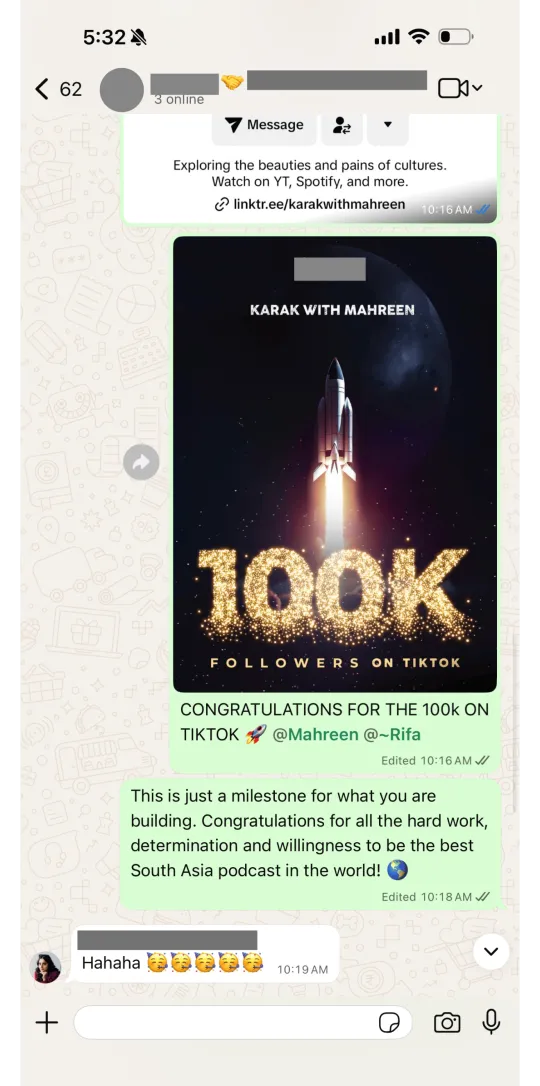 5:32
62
3 online
Message
Exploring the beauties and pains of cultures.
Watch on YT, Spotify, and more.
linktr.ee/karakwithmahreen
10:16 AM
KARAK WITH MAHREEN
100K
FOLLOWERS ON TIKTOK
CONGRATULATIONS FOR THE 100k ON
TIKTOK 🚀 @Mahreen @~Rifa
Edited 10:16 AM
This is just a milestone for what you are
building. Congratulations for all the hard work,
determination and willingness to be the best
South Asia podcast in the world! 🌎
Edited 10:18 AM
Hahaha 🥳🥳🥳🥳🥳
10:19 AM